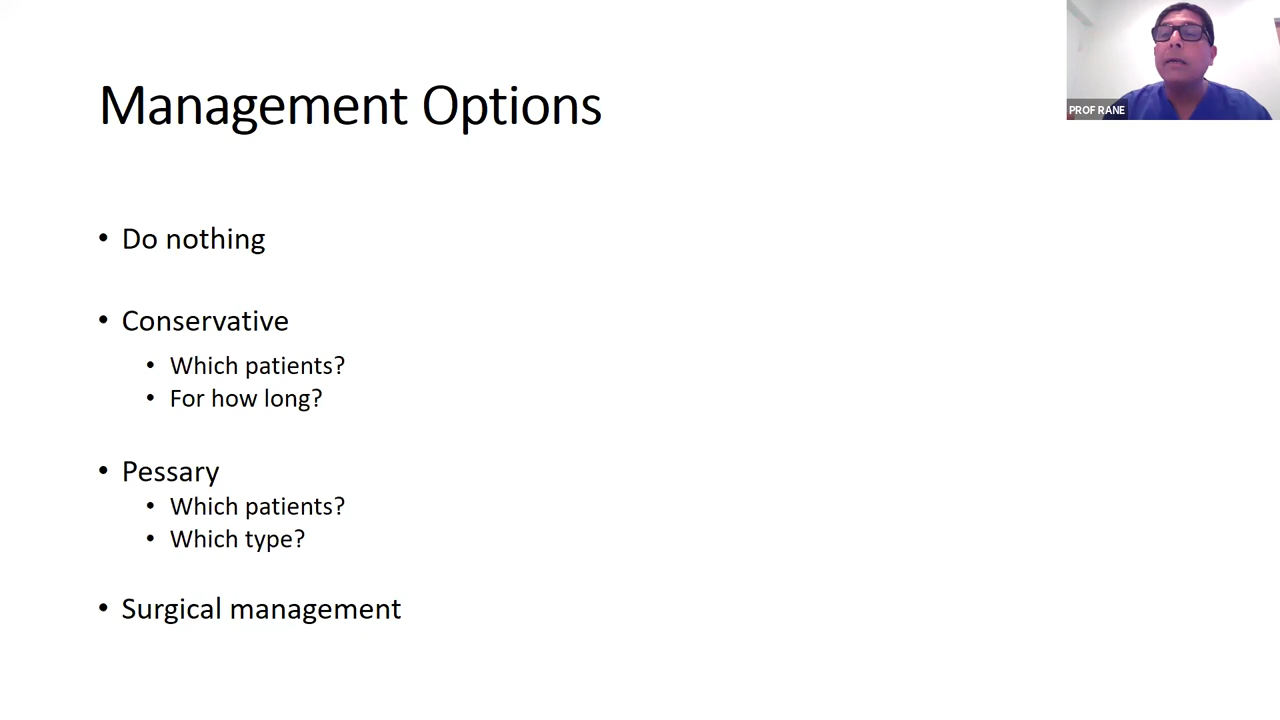 Management Options
PROF RANE
• Do nothing
• Conservative
• Which patients?
• For how long?
• Pessary
• Which patients?
• Which type?
• Surgical management